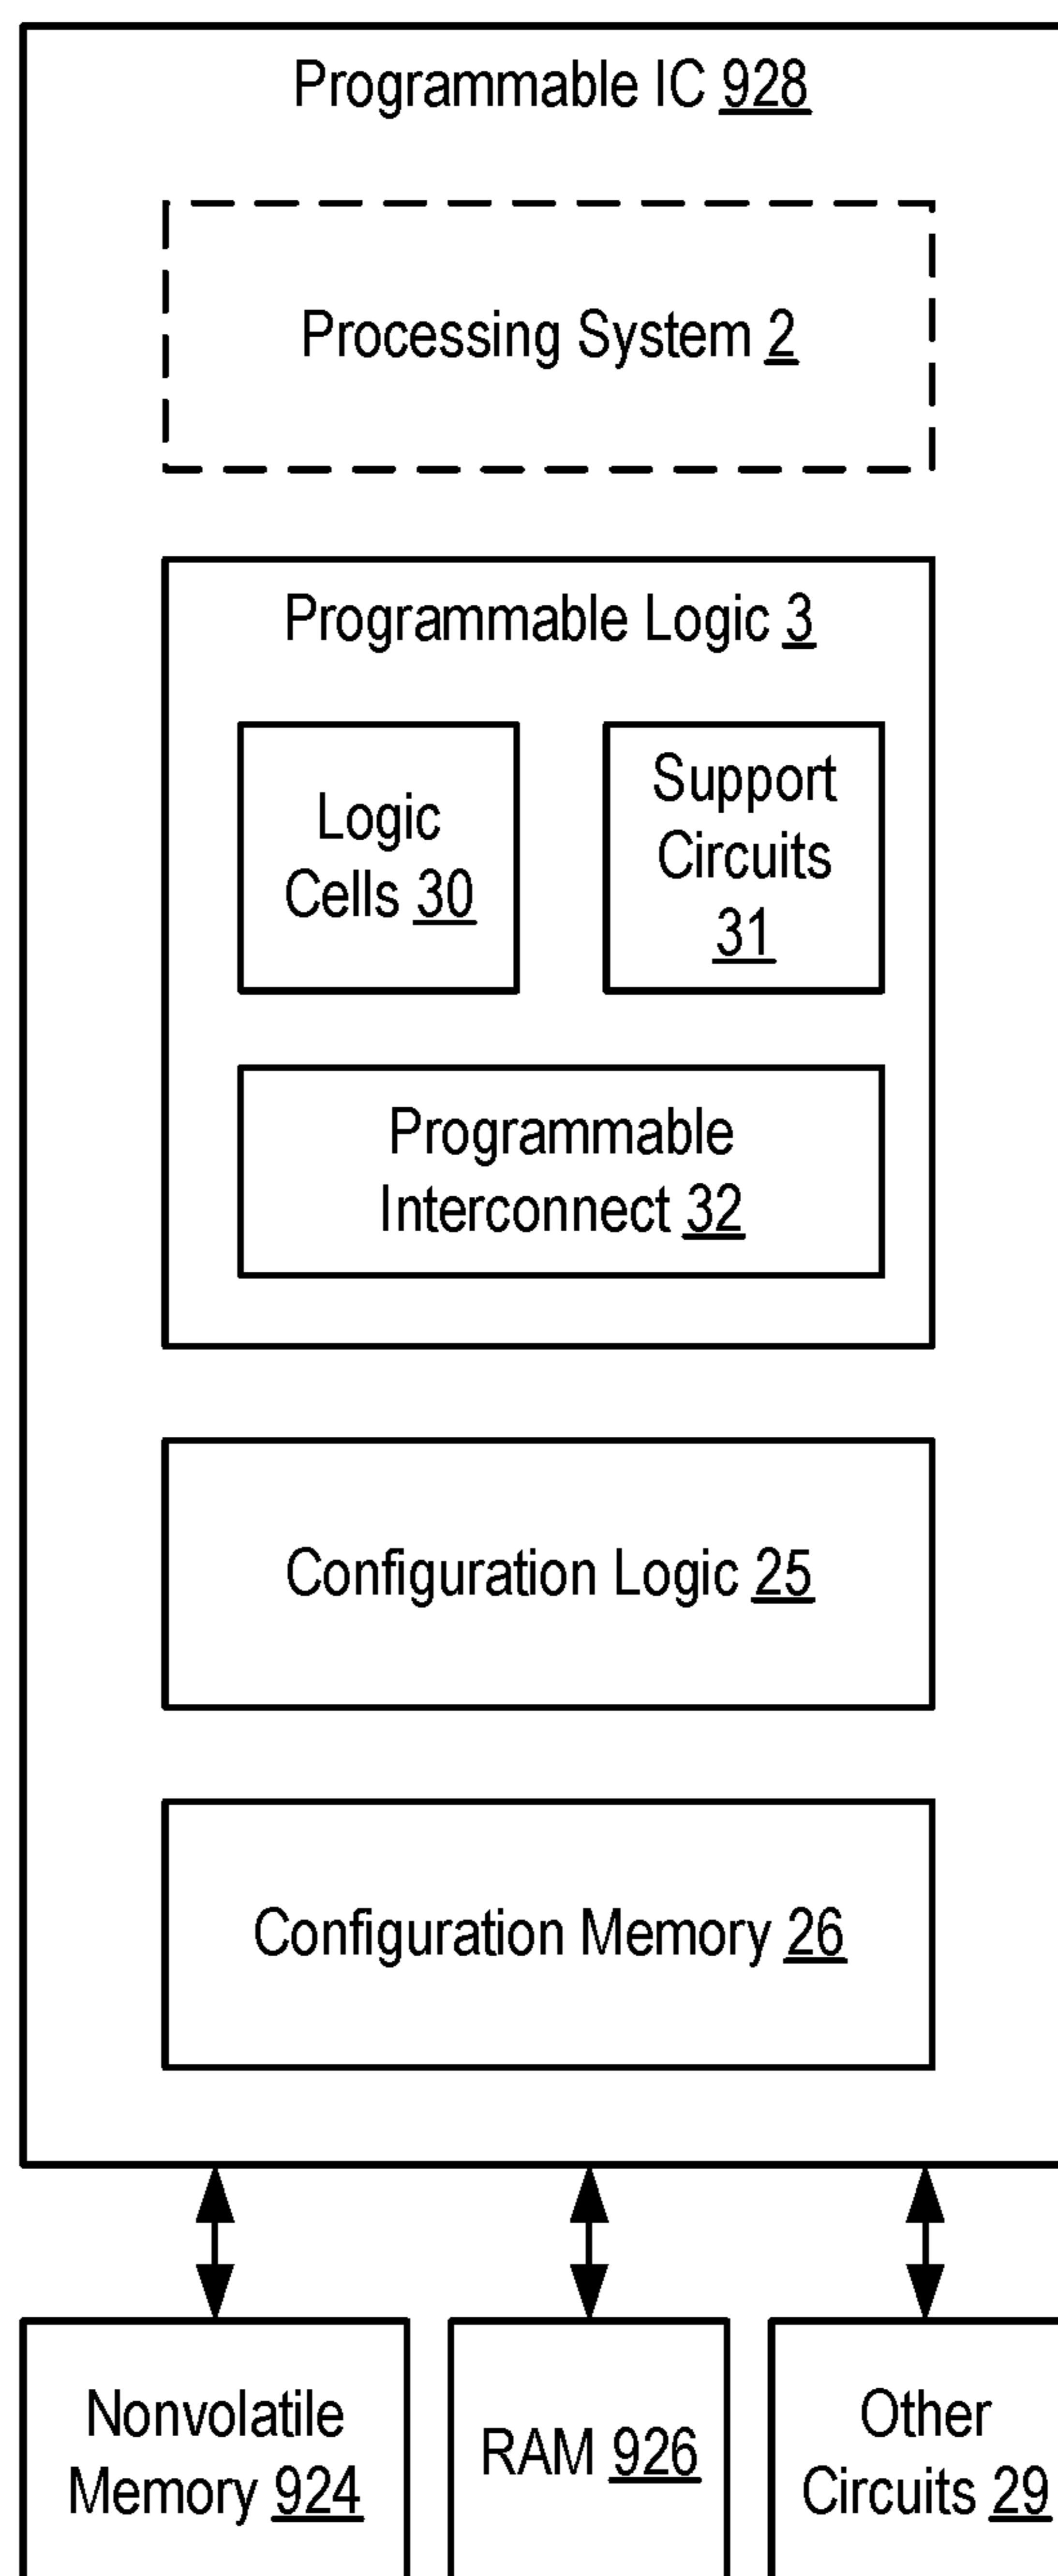 Programmable IC 928
Processing System 2
Programmable Logic 3
Logic
Cells 30
Support
Circuits
31
Programmable
Interconnect 32
Configuration Logic 25
Configuration Memory 26
Nonvolatile
Memory 924
RAM 926
Other
Circuits 29